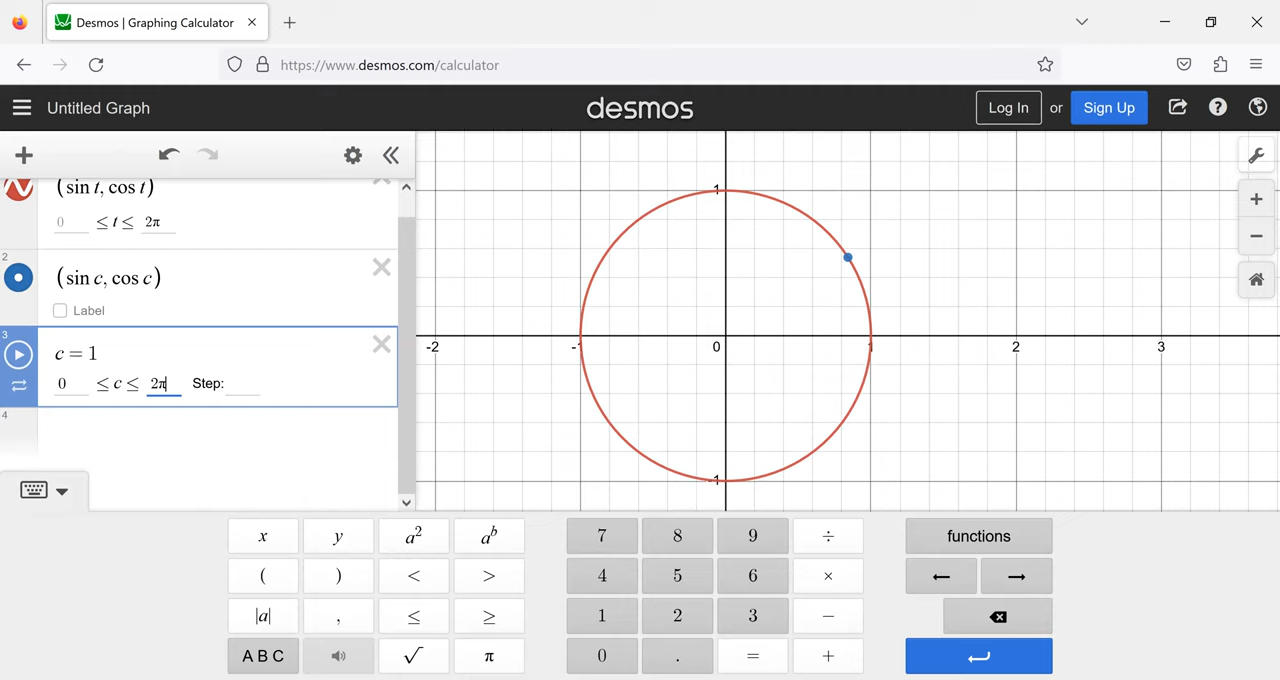 Desmos | Graphing Calculator
https://www.desmos.com/calculator
Untitled Graph
desmos
Log In or Sign Up
(sin t, cos t)
0 ≤ t ≤ 2π
2
(sin c, cos c)
Label
3
c = 1
0 ≤ c ≤ 2π Step:
4
1
-2 -1 0 1 2 3
-1
x y a² aᵇ 7 8 9 ÷ functions
( ) < > 4 5 6 × ← →
|a| , ≤ ≥ 1 2 3 −
A B C √ π 0 . = +